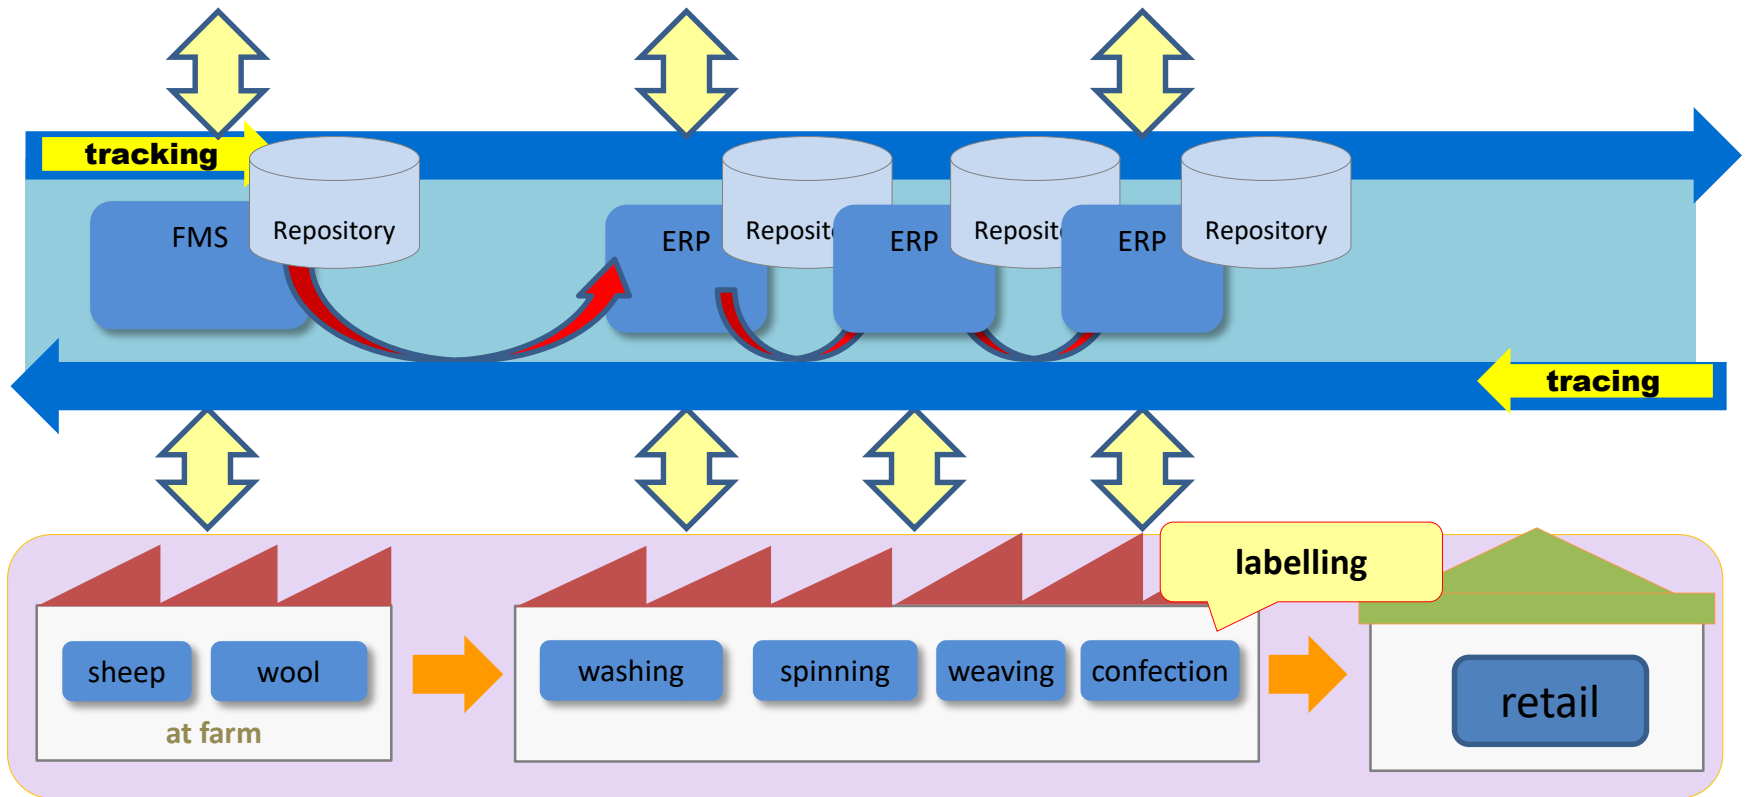 tracking
FMS
Repository
ERP
Reposit
ERP
Reposit
ERP
Repository
tracing
labelling
sheep
wool
washing
spinning
weaving
confection
retail
at farm